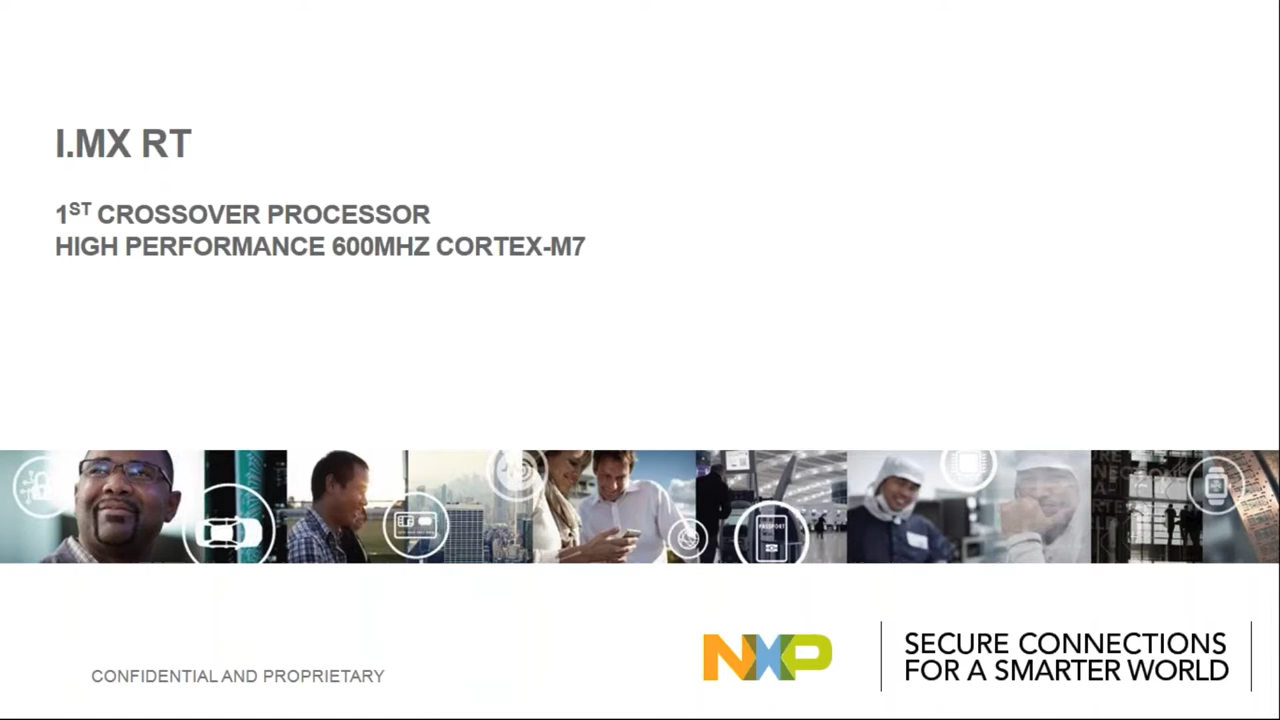 I.MX RT
1ST CROSSOVER PROCESSOR
HIGH PERFORMANCE 600MHZ CORTEX-M7
PASSPORT
CONFIDENTIAL AND PROPRIETARY
NXP
SECURE CONNECTIONS
FOR A SMARTER WORLD